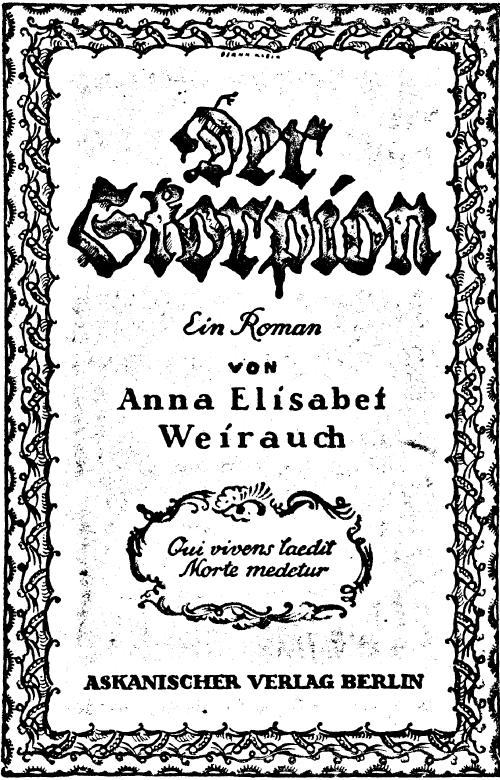 Der
Skorpion
Ein Roman
VON
Anna Elisabet
Weirauch
Qui vivens laedit
Morte medetur
ASKANISCHER VERLAG BERLIN